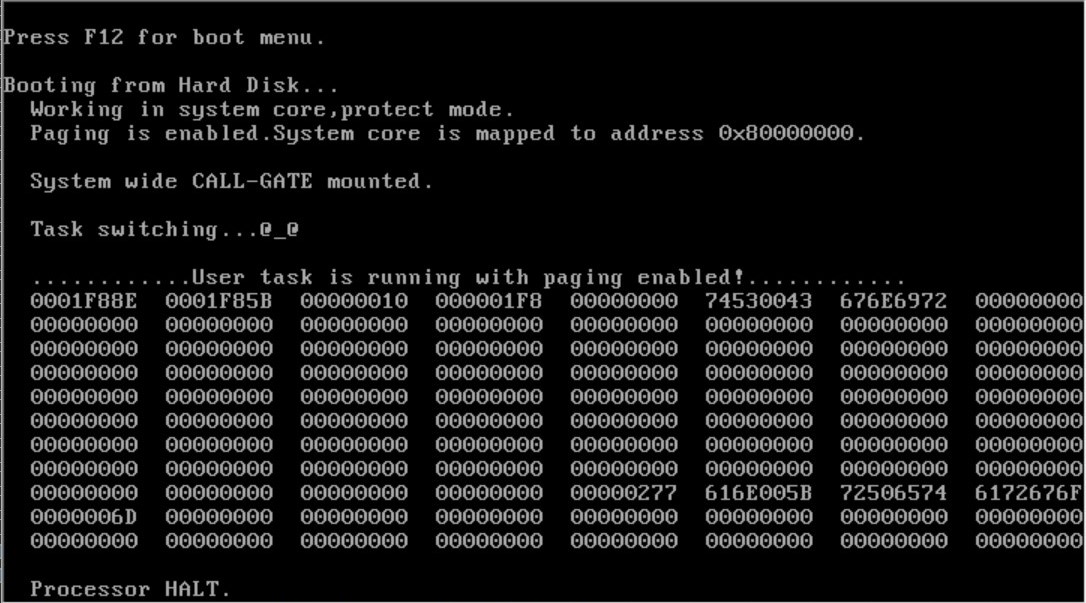 Press F12 for boot menu.
Booting from Hard Disk...
Working in system core,protect mode.
Paging is enabled.System core is mapped to address 0x80000000.
System wide CALL-GATE mounted.
Task switching...@_@
............User task is running with paging enabled!............
0001F88E 0001F85B 00000010 000001F8 00000000 74530043 676E6972 00000000
00000000 00000000 00000000 00000000 00000000 00000000 00000000 00000000
00000000 00000000 00000000 00000000 00000000 00000000 00000000 00000000
00000000 00000000 00000000 00000000 00000000 00000000 00000000 00000000
00000000 00000000 00000000 00000000 00000000 00000000 00000000 00000000
00000000 00000000 00000000 00000000 00000000 00000000 00000000 00000000
00000000 00000000 00000000 00000000 00000000 00000000 00000000 00000000
00000000 00000000 00000000 00000000 00000000 00000000 00000000 00000000
00000000 00000000 00000000 00000000 00000277 616E005B 72506574 6172676F
0000006D 00000000 00000000 00000000 00000000 00000000 00000000 00000000
00000000 00000000 00000000 00000000 00000000 00000000 00000000 00000000
Processor HALT.